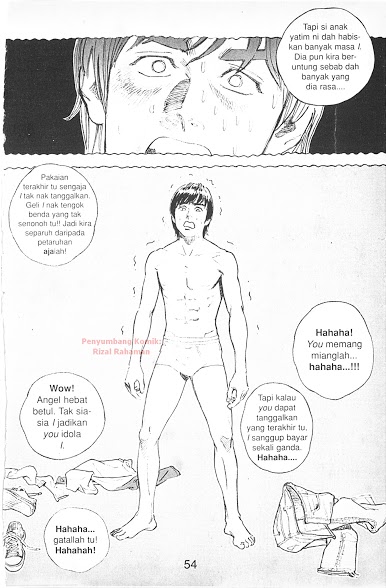 Tapi si anak
yatim ni dah habis-
kan banyak masa I.
Dia pun kira ber-
untung sebab dah
banyak yang
dia rasa....
Pakaian
terakhir tu sengaja
I tak nak tanggalkan.
Geli I nak tengok
benda yang tak
senonoh tu!! Jadi kira
separuh daripada
petaruhan
ajalah!
Penyumbang Komik:
Rizal Rahaman
Hahaha!
You memang
mianglah...
hahaha...!!!
Wow!
Angel hebat
betul. Tak sia-
sia I jadikan
you idola
I.
Tapi kalau
you dapat
tanggalkan
yang terakhir tu,
I sanggup bayar
sekali ganda.
Hahaha....
Hahaha...
gatallah tu!
Hahahah!
54